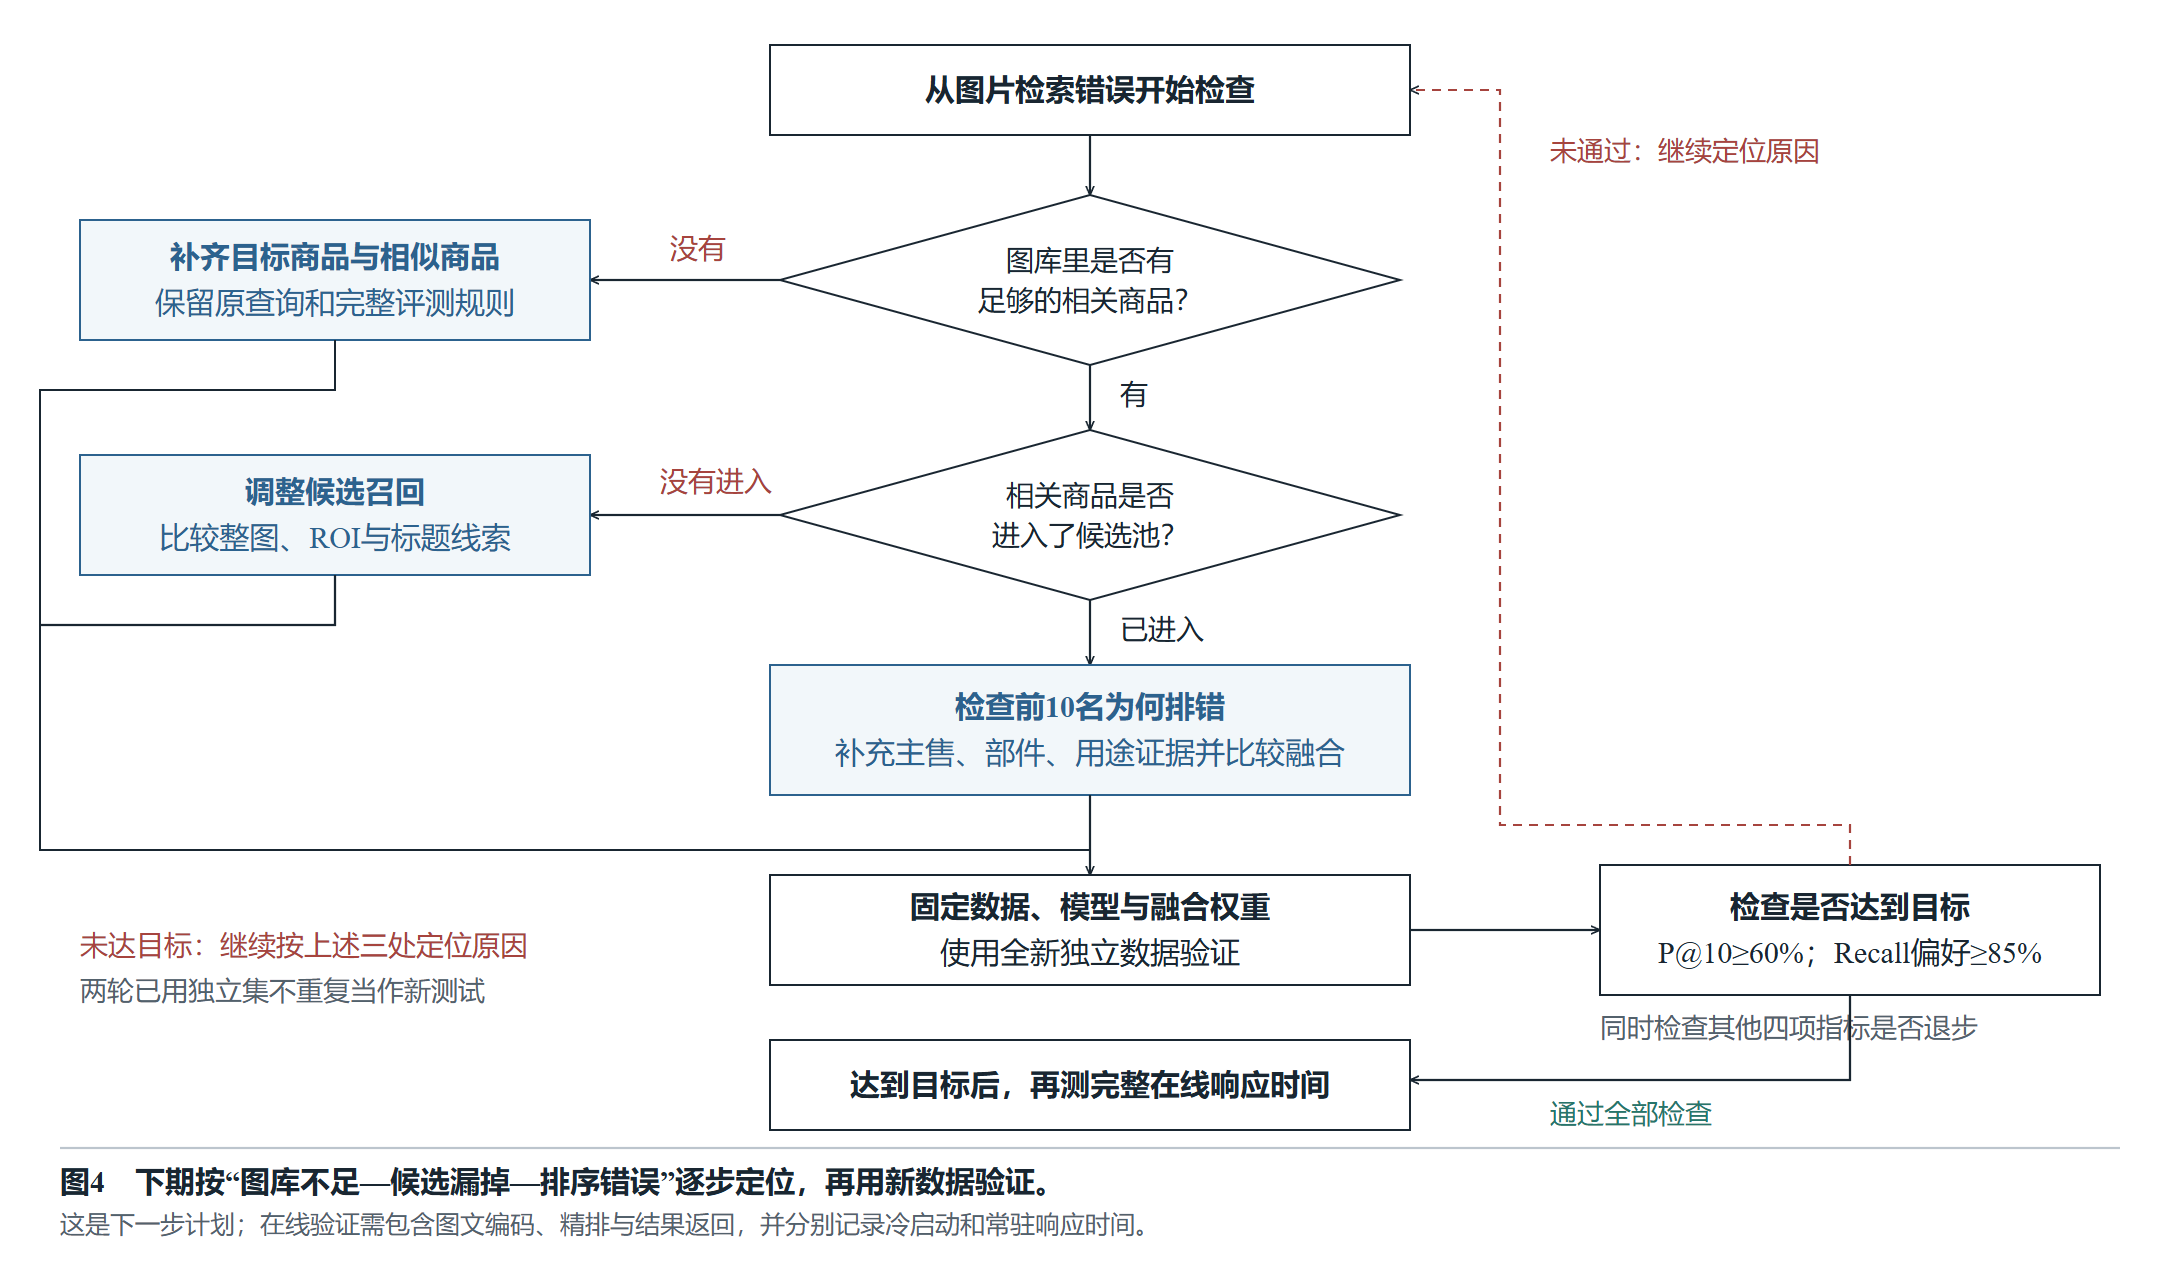 从图片检索错误开始检查
未通过：继续定位原因
补齐目标商品与相似商品
保留原查询和完整评测规则
没有
图库里是否有
足够的相关商品？
有
调整候选召回
比较整图、ROI与标题线索
没有进入
相关商品是否
进入了候选池？
已进入
检查前10名为何排错
补充主售、部件、用途证据并比较融合
固定数据、模型与融合权重
使用全新独立数据验证
检查是否达到目标
P@10≥60%；Recall偏好≥85%
未达目标：继续按上述三处定位原因
两轮已用独立集不重复当作新测试
同时检查其他四项指标是否退步
达到目标后，再测完整在线响应时间
通过全部检查
图4　下期按“图库不足—候选漏掉—排序错误”逐步定位，再用新数据验证。
这是下一步计划；在线验证需包含图文编码、精排与结果返回，并分别记录冷启动和常驻响应时间。